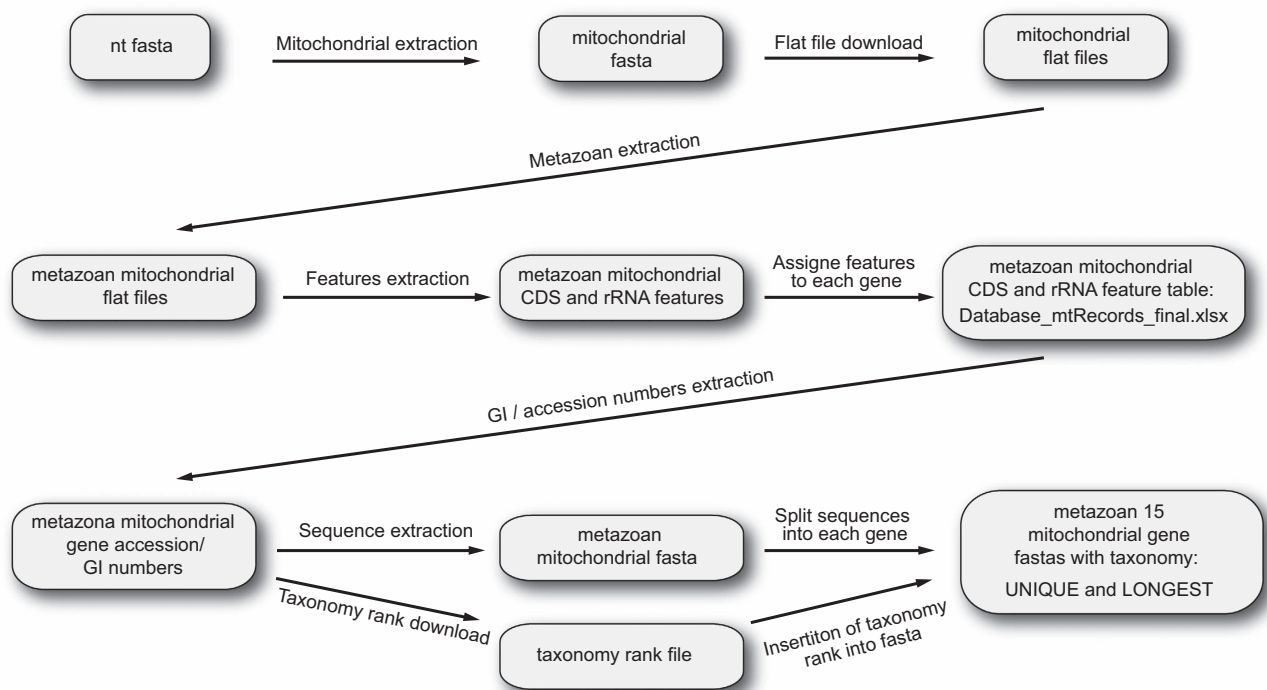 nt fasta
Mitochondrial extraction
mitochondrial
fasta
Flat file download
mitochondrial
flat files
Metazoan extraction
metazoan mitochondrial
flat files
Features extraction
metazoan mitochondrial
CDS and rRNA features
Assigne features
to each gene
metazoan mitochondrial
CDS and rRNA feature table:
Database_mtRecords_final.xlsx
GI / accession numbers extraction
metazona mitochondrial
gene accession/
GI numbers
Sequence extraction
metazoan
mitochondrial fasta
Split sequences
into each gene
metazoan 15
mitochondrial gene
fastas with taxonomy:
UNIQUE and LONGEST
Taxonomy rank download
taxonomy rank file
Insertiton of taxonomy
rank into fasta